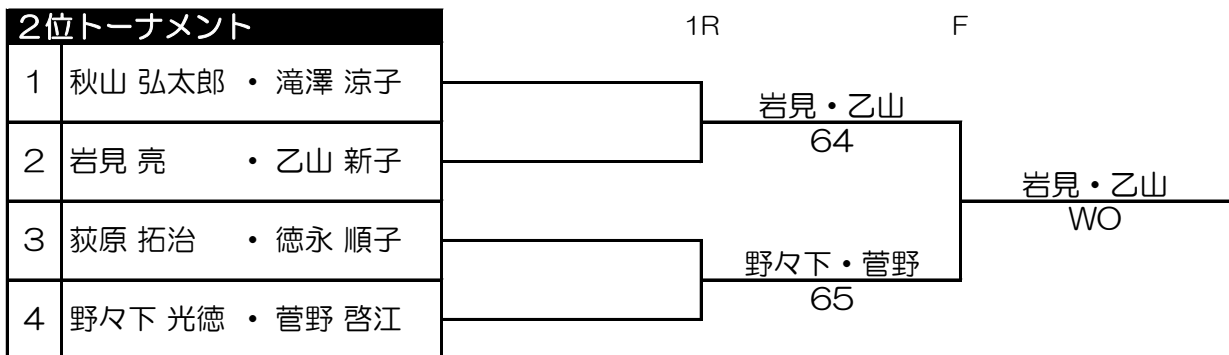 2位トーナメント 1R F
1 秋山 弘太郎 ・ 滝澤 涼子
岩見・乙山
64
2 岩見 亮 ・ 乙山 新子
岩見・乙山
WO
3 荻原 拓治 ・ 徳永 順子
野々下・菅野
65
4 野々下 光徳 ・ 菅野 啓江